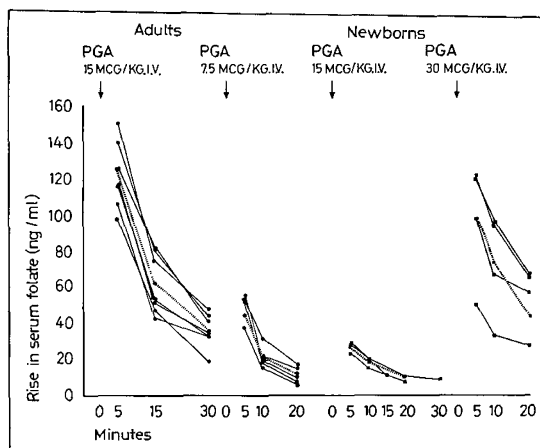 Adults Newborns
PGA PGA PGA PGA
15 MCG/KG.I.V. 7.5 MCG/KG.I.V. 15 MCG/KG.I.V. 30 MCG/KG.I.V.
Rise in serum folate (ng/ml)
160
140
120
100
80
60
40
20
0
0 5 15 30 0 5 10 20 0 5 10 15 20 30 0 5 10 20
Minutes